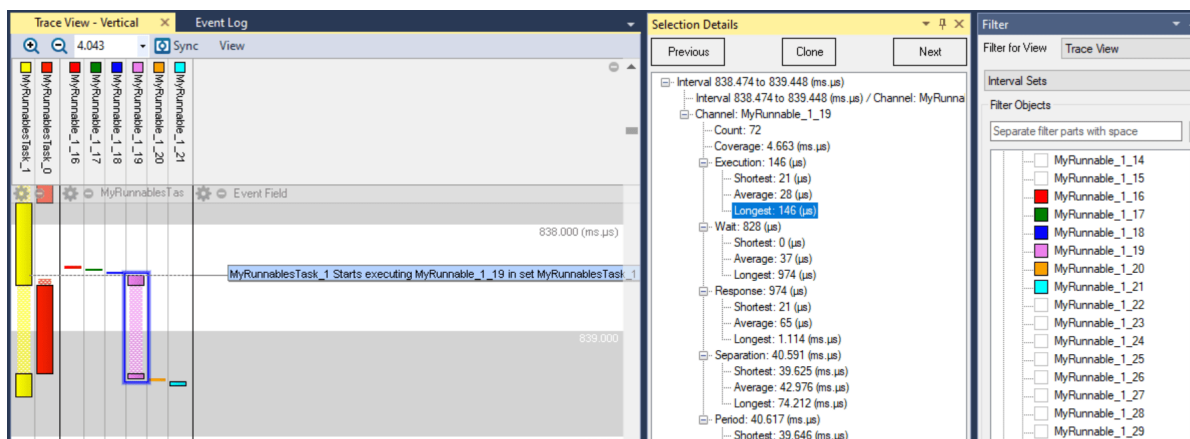 Trace View - Vertical
Event Log
4.043
Sync
View
MyRunnablesTask_1
MyRunnablesTask_0
MyRunnable_1_16
MyRunnable_1_17
MyRunnable_1_18
MyRunnable_1_19
MyRunnable_1_20
MyRunnable_1_21
MyRunnablesTas
Event Field
838.000 (ms.µs)
MyRunnablesTask_1 Starts executing MyRunnable_1_19 in set MyRunnablesTask_1
839.000
Selection Details
Previous
Clone
Next
Interval 838.474 to 839.448 (ms.µs)
Interval 838.474 to 839.448 (ms.µs) / Channel: MyRunna
Channel: MyRunnable_1_19
Count: 72
Coverage: 4.663 (ms.µs)
Execution: 146 (µs)
Shortest: 21 (µs)
Average: 28 (µs)
Longest: 146 (µs)
Wait: 828 (µs)
Shortest: 0 (µs)
Average: 37 (µs)
Longest: 974 (µs)
Response: 974 (µs)
Shortest: 21 (µs)
Average: 65 (µs)
Longest: 1.114 (ms.µs)
Separation: 40.591 (ms.µs)
Shortest: 39.625 (ms.µs)
Average: 42.976 (ms.µs)
Longest: 74.212 (ms.µs)
Period: 40.617 (ms.µs)
Shortest: 39.646 (ms.µs)
Filter
Filter for View
Trace View
Interval Sets
Filter Objects
Separate filter parts with space
MyRunnable_1_14
MyRunnable_1_15
MyRunnable_1_16
MyRunnable_1_17
MyRunnable_1_18
MyRunnable_1_19
MyRunnable_1_20
MyRunnable_1_21
MyRunnable_1_22
MyRunnable_1_23
MyRunnable_1_24
MyRunnable_1_25
MyRunnable_1_26
MyRunnable_1_27
MyRunnable_1_28
MyRunnable_1_29